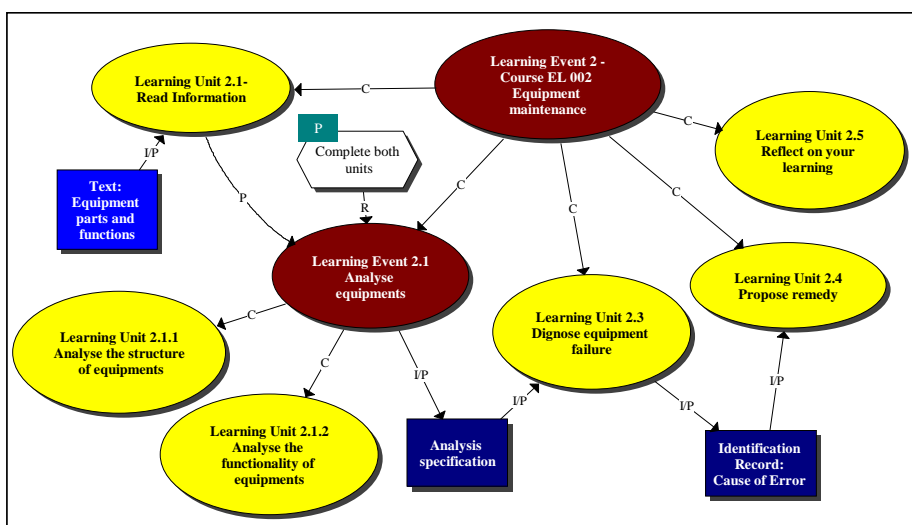 Learning Event 2 -
Course EL 002
Equipment
maintenance
Learning Unit 2.1-
Read Information
C
C
Learning Unit 2.5
Reflect on your
learning
P
Complete both
units
I/P
Text:
Equipment
parts and
functions
P
R
C
C
C
Learning Event 2.1
Analyse
equipments
Learning Unit 2.4
Propose remedy
C
Learning Unit 2.1.1
Analyse the structure
of equipments
Learning Unit 2.3
Dignose equipment
failure
C
I/P
I/P
I/P
I/P
Learning Unit 2.1.2
Analyse the
functionality of
equipments
Analysis
specification
Identification
Record:
Cause of Error